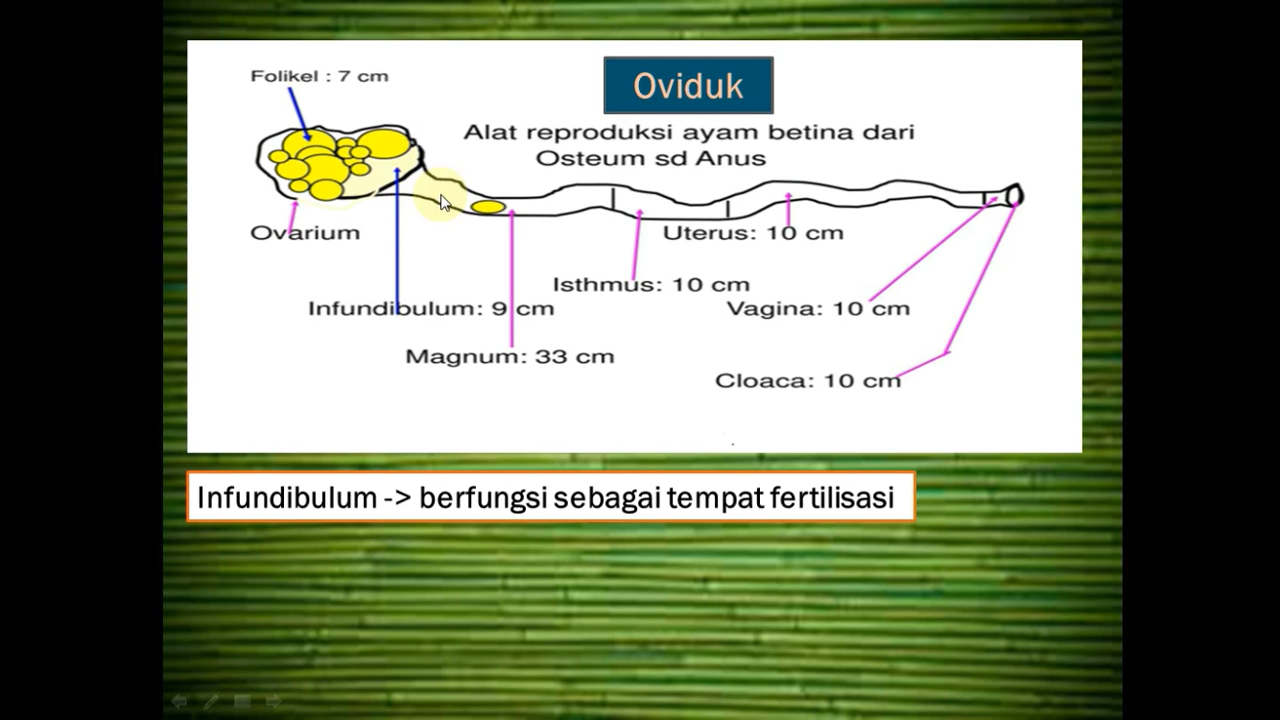 Folikel : 7 cm
Oviduk
Alat reproduksi ayam betina dari
Osteum sd Anus
Ovarium
Uterus: 10 cm
Isthmus: 10 cm
Infundibulum: 9 cm
Vagina: 10 cm
Magnum: 33 cm
Cloaca: 10 cm
Infundibulum -> berfungsi sebagai tempat fertilisasi